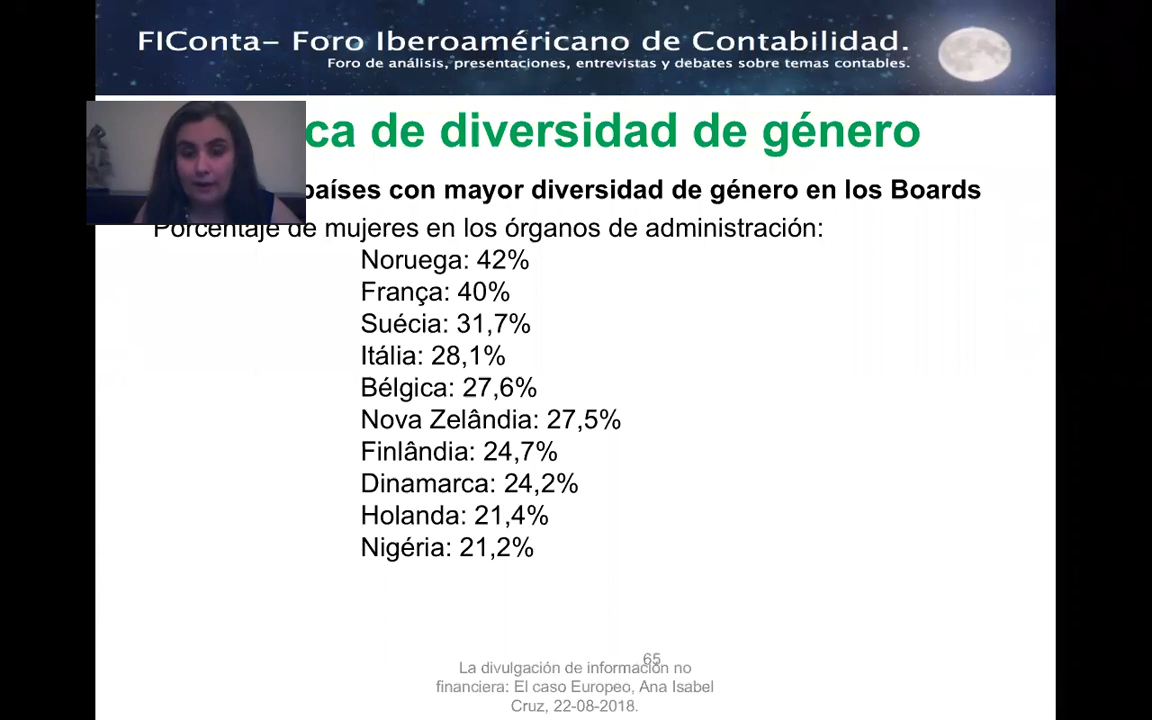 FIConta– Foro Iberoaméricano de Contabilidad.
Foro de análisis, presentaciones, entrevistas y debates sobre temas contables.
ca de diversidad de género
países con mayor diversidad de género en los Boards
Porcentaje de mujeres en los órganos de administración:
Noruega: 42%
França: 40%
Suécia: 31,7%
Itália: 28,1%
Bélgica: 27,6%
Nova Zelândia: 27,5%
Finlândia: 24,7%
Dinamarca: 24,2%
Holanda: 21,4%
Nigéria: 21,2%
65
La divulgación de información no
financiera: El caso Europeo, Ana Isabel
Cruz, 22-08-2018.